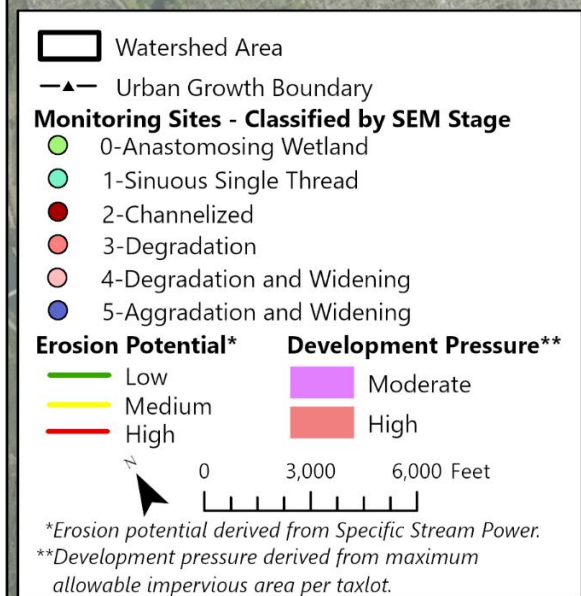 Watershed Area
Urban Growth Boundary
Monitoring Sites - Classified by SEM Stage
0-Anastomosing Wetland
1-Sinuous Single Thread
2-Channelized
3-Degradation
4-Degradation and Widening
5-Aggradation and Widening
Erosion Potential* Development Pressure**
Low
Moderate
Medium
High
High
N
0 3,000 6,000 Feet
*Erosion potential derived from Specific Stream Power.
**Development pressure derived from maximum
allowable impervious area per taxlot.